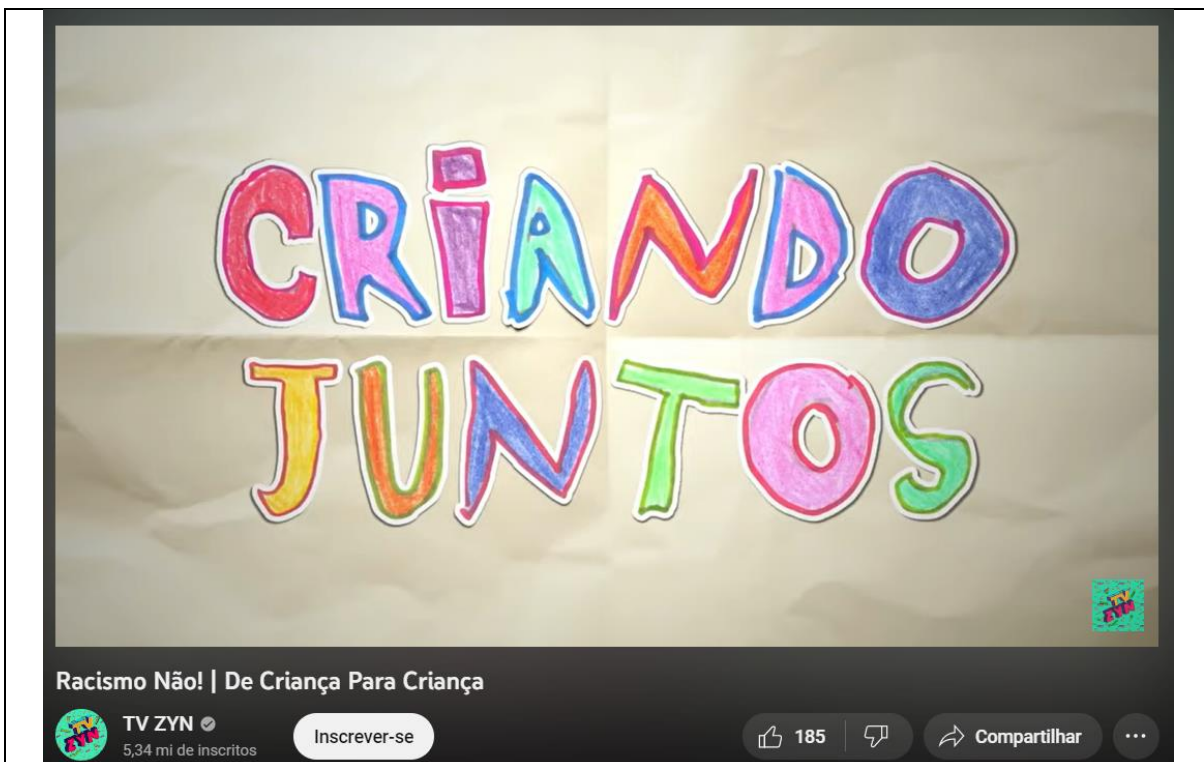 CRIANDO
JUNTOS
TV
ZYN
Racismo Não! | De Criança Para Criança
TV ZYN
5,34 mi de inscritos
Inscrever-se
185
Compartilhar